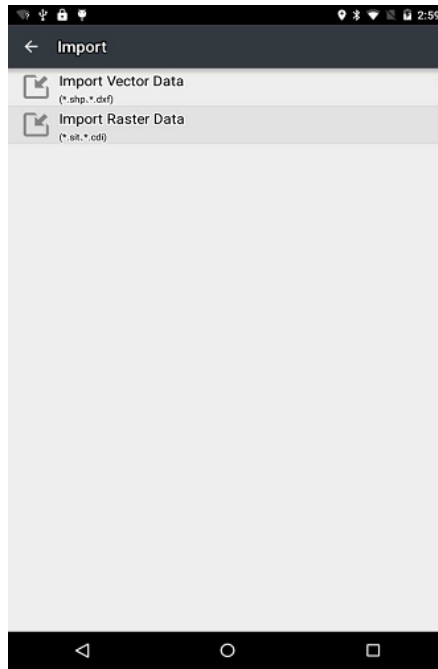 2:59
Import
Import Vector Data
(*.shp,*.dxf)
Import Raster Data
(*.sit,*.cdi)